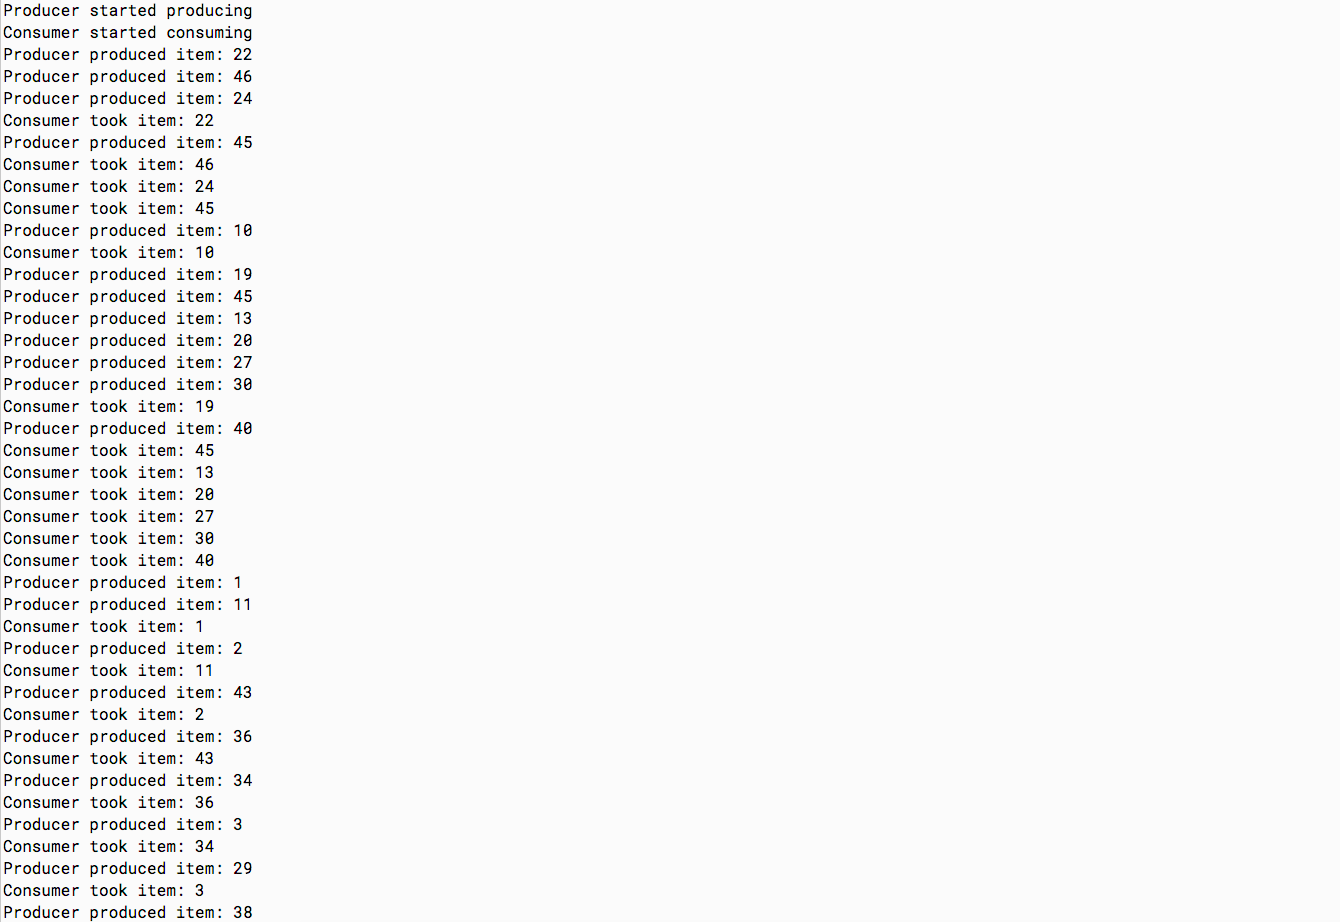 Producer started producing
Consumer started consuming
Producer produced item: 22
Producer produced item: 46
Producer produced item: 24
Consumer took item: 22
Producer produced item: 45
Consumer took item: 46
Consumer took item: 24
Consumer took item: 45
Producer produced item: 10
Consumer took item: 10
Producer produced item: 19
Producer produced item: 45
Producer produced item: 13
Producer produced item: 20
Producer produced item: 27
Producer produced item: 30
Consumer took item: 19
Producer produced item: 40
Consumer took item: 45
Consumer took item: 13
Consumer took item: 20
Consumer took item: 27
Consumer took item: 30
Consumer took item: 40
Producer produced item: 1
Producer produced item: 11
Consumer took item: 1
Producer produced item: 2
Consumer took item: 11
Producer produced item: 43
Consumer took item: 2
Producer produced item: 36
Consumer took item: 43
Producer produced item: 34
Consumer took item: 36
Producer produced item: 3
Consumer took item: 34
Producer produced item: 29
Consumer took item: 3
Producer produced item: 38